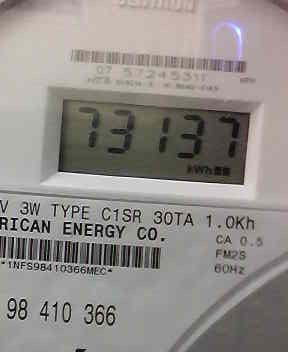 07 57245311
73137
kWh
V 3W TYPE C1SR 30TA 1.0Kh
RICAN ENERGY CO.
CA 0.5
FM2S
*1NFS98410366MEC*
60Hz
98 410 366